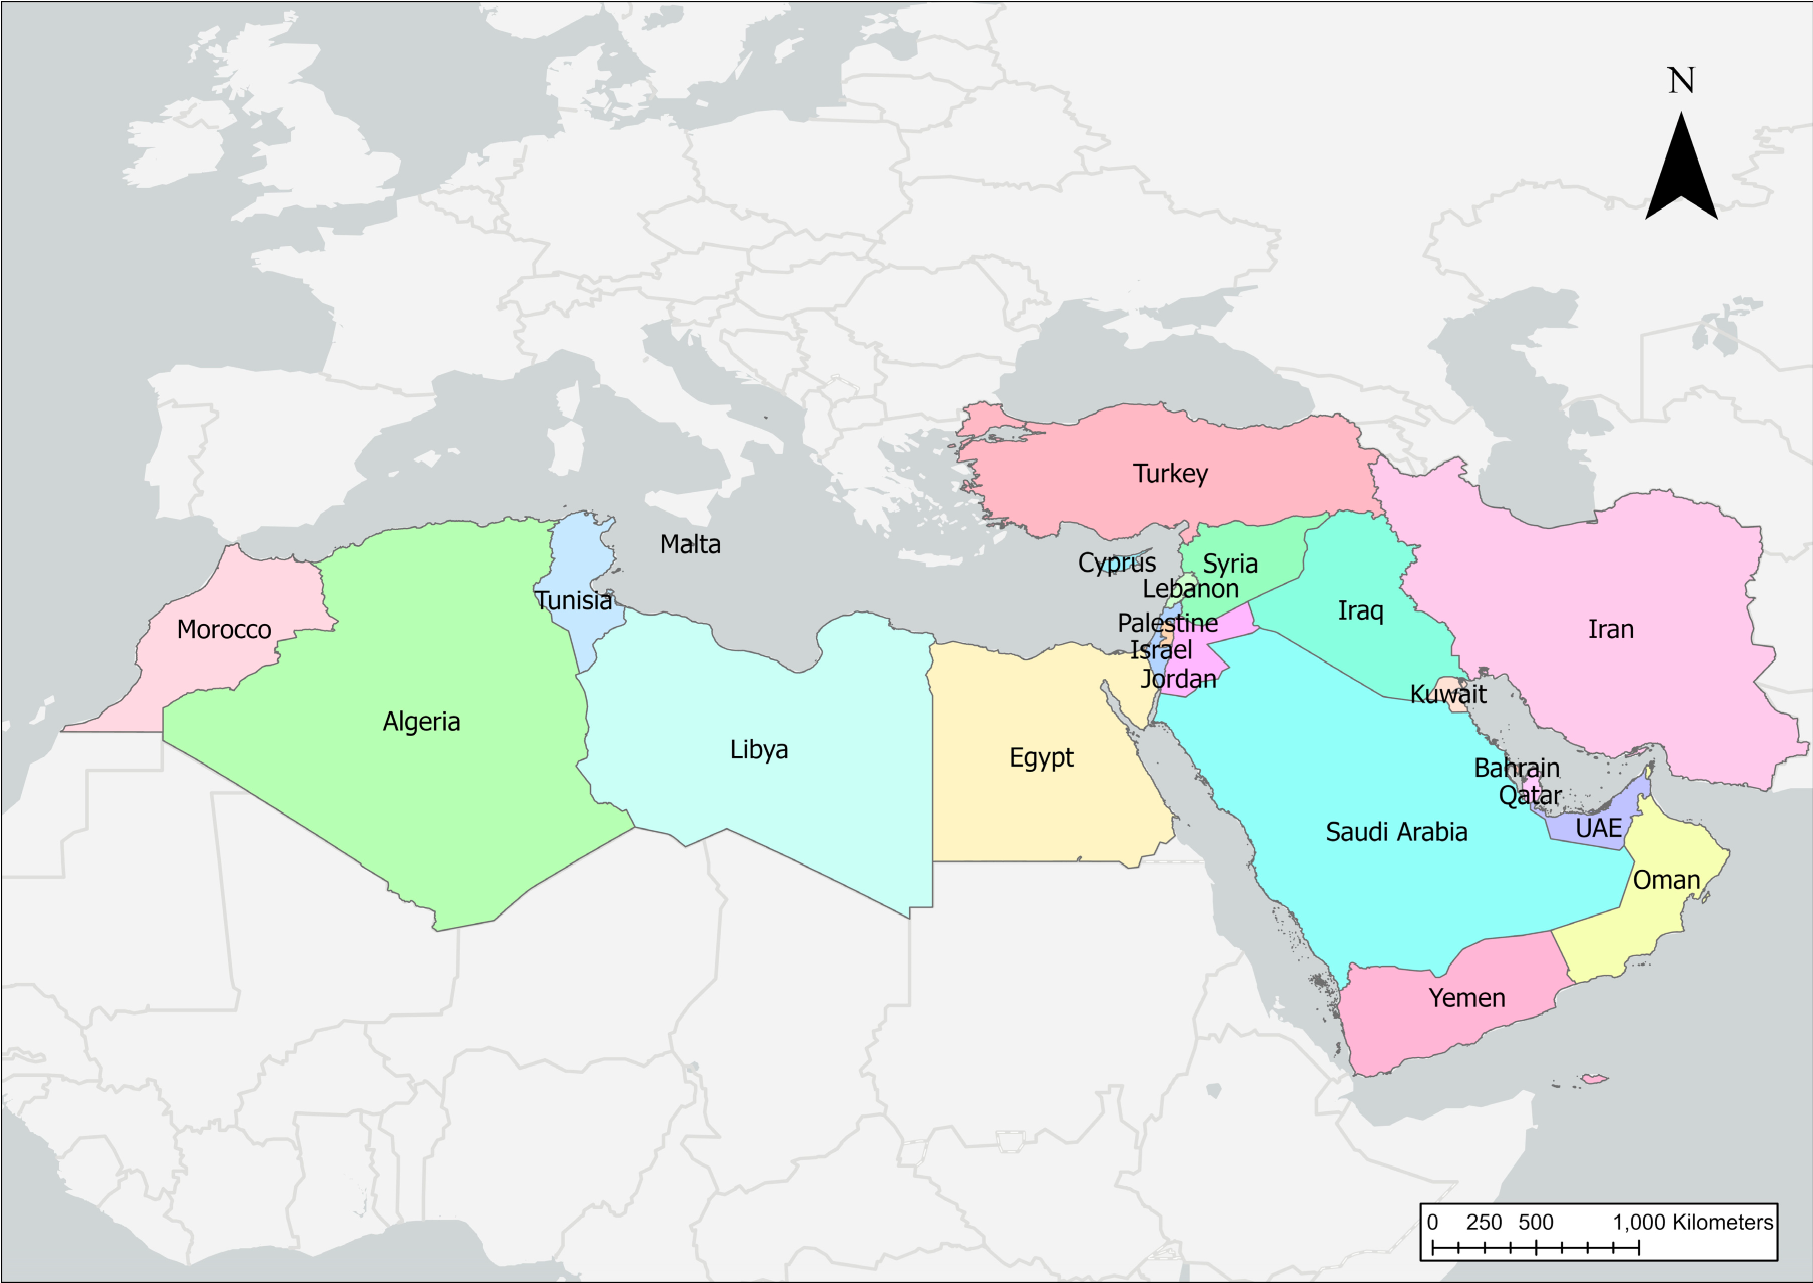 N
Turkey
Malta
Cyprus
Syria
Lebanon
Tunisia
Iraq
Palestine
Morocco
Iran
Israel
Jordan
Kuwait
Algeria
Libya
Egypt
Bahrain
Qatar
Saudi Arabia
UAE
Oman
Yemen
0 250 500 1,000 Kilometers